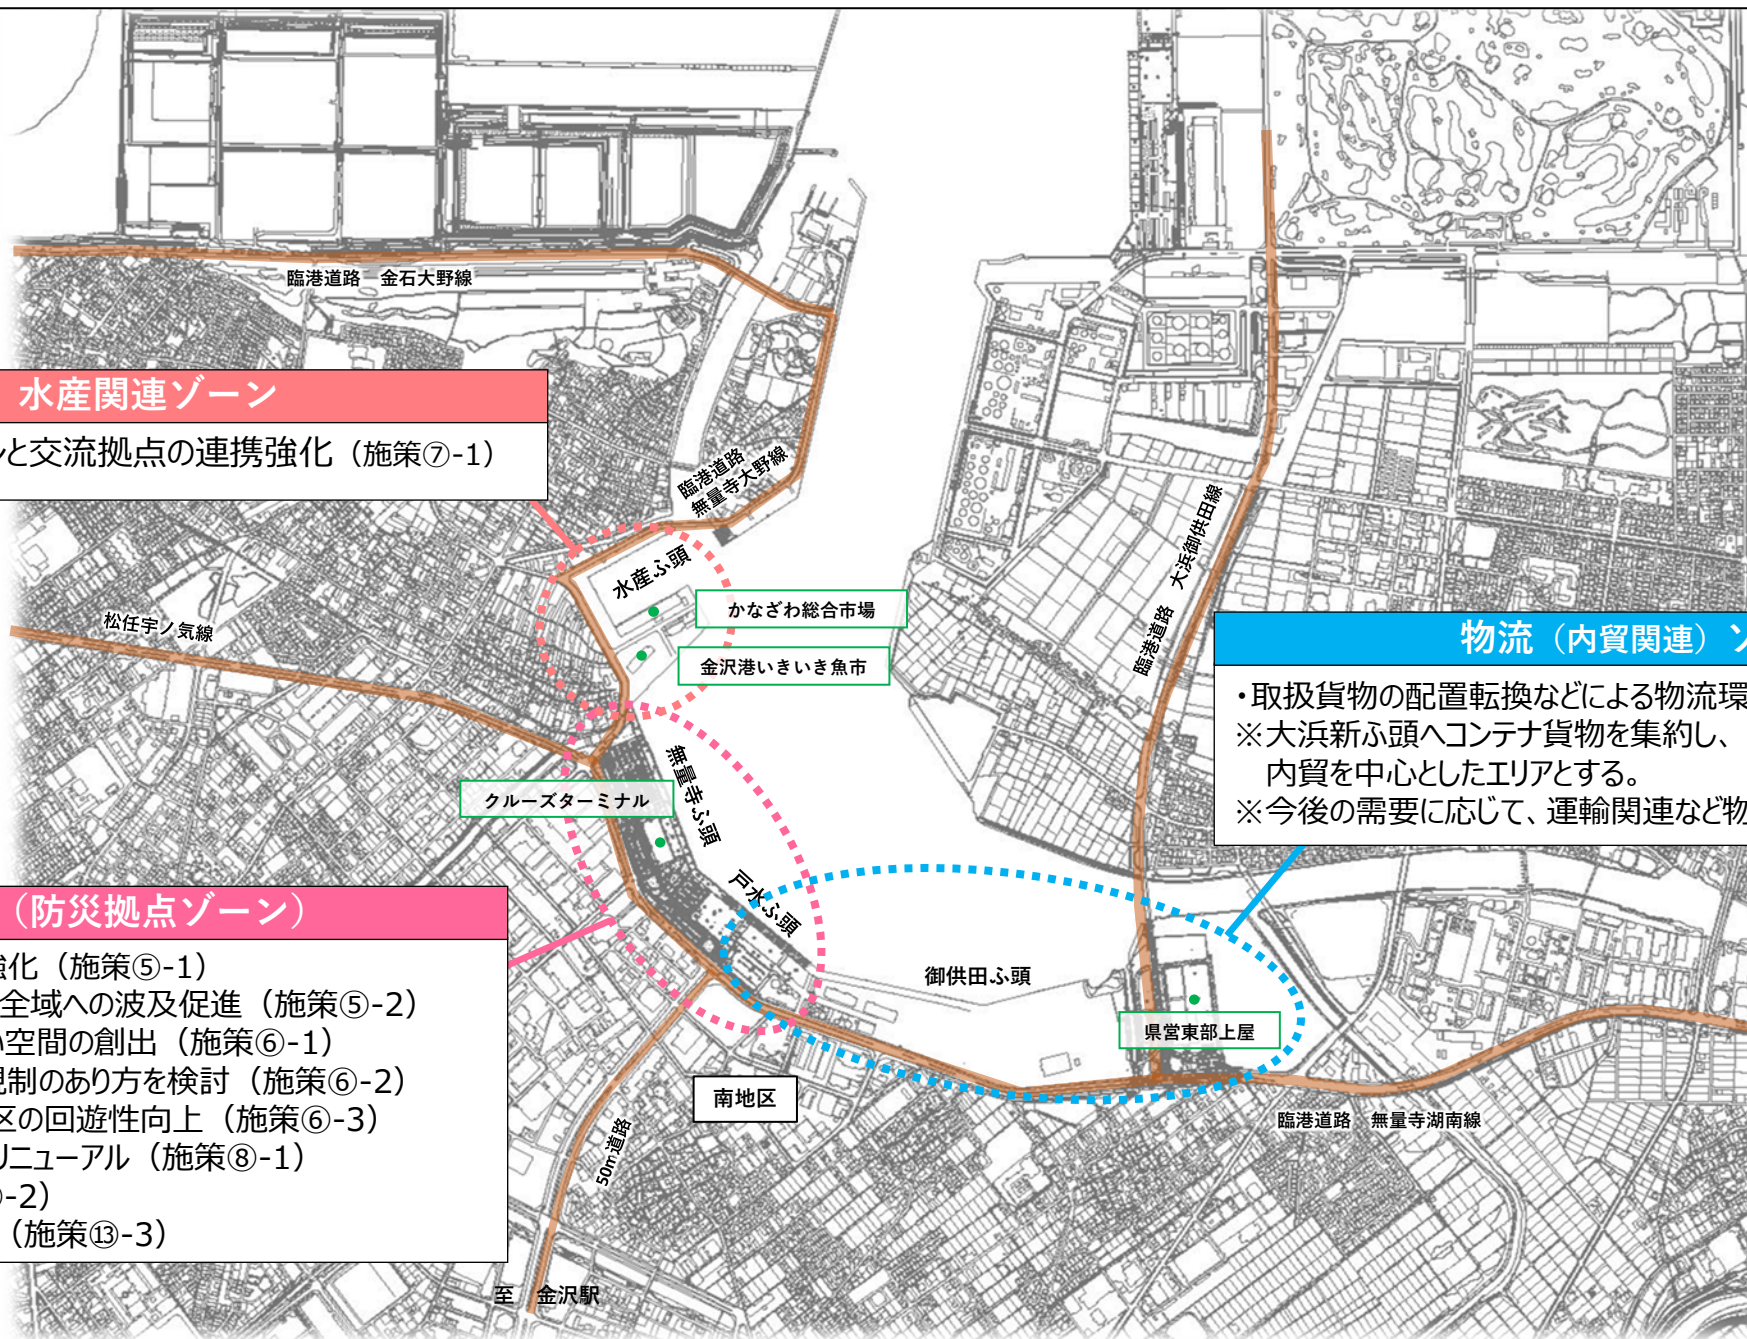 臨港道路　金石大野線
水産関連ゾーン
と交流拠点の連携強化（施策⑦-1）
臨港道路
無量寺大野線
水産ふ頭
かなざわ総合市場
金沢港いきいき魚市
松任宇ノ気線
臨港道路　大浜御供田線
物流（内貿関連）
・取扱貨物の配置転換などによる物流環
※大浜新ふ頭へコンテナ貨物を集約し、
内貿を中心としたエリアとする。
※今後の需要に応じて、運輸関連など物
無量寺ふ頭
クルーズターミナル
戸水ふ頭
御供田ふ頭
県営東部上屋
（防災拠点ゾーン）
強化（施策⑤-1）
全域への波及促進（施策⑤-2）
い空間の創出（施策⑥-1）
規制のあり方を検討（施策⑥-2）
区の回遊性向上（施策⑥-3）
リニューアル（施策⑧-1）
-2）
（施策⑬-3）
南地区
50m道路
臨港道路　無量寺湖南線
至　金沢駅